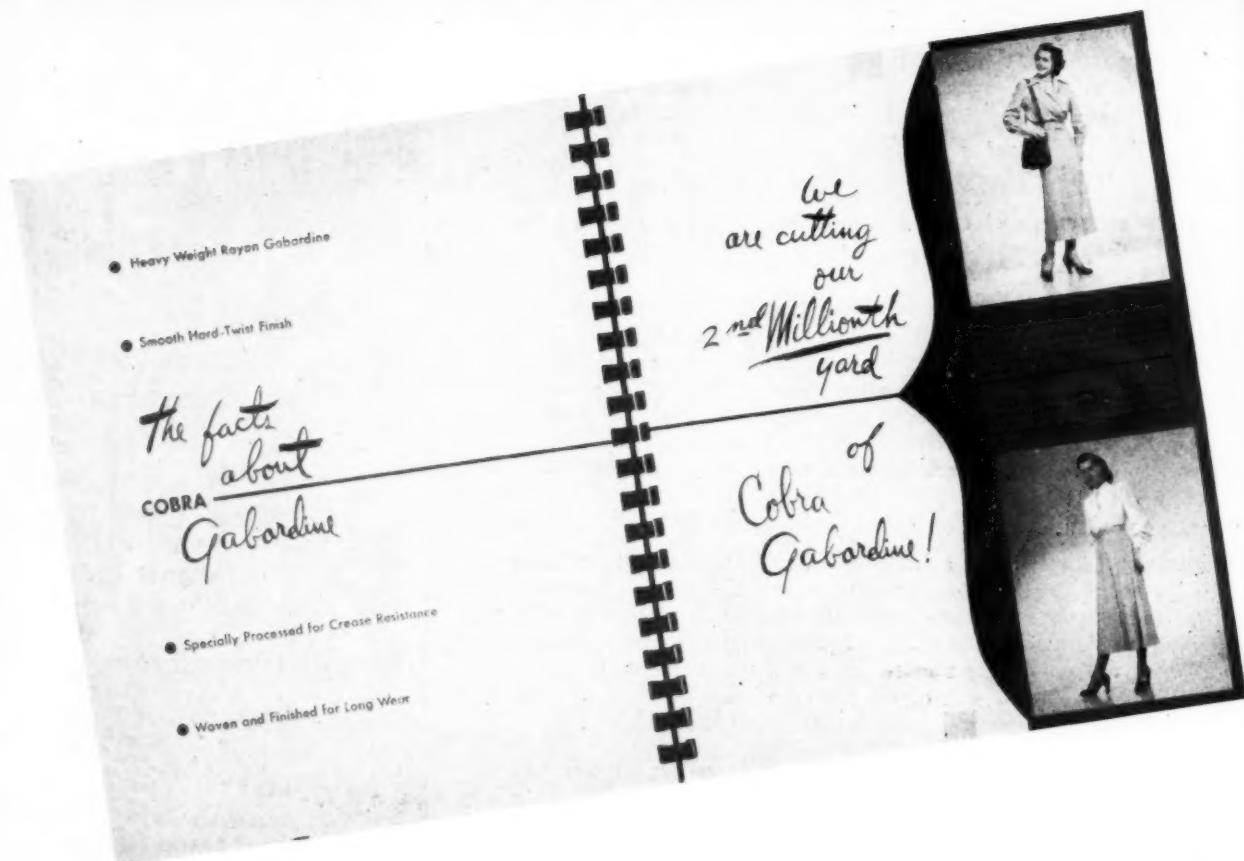 Heavy Weight Rayon Gabardine
Smooth Hard-Twist Finish
The facts
about
COBRA
Gabardine
Specially Processed for Crease Resistance
Woven and Finished for Long Wear
We
are cutting
our
2nd Millionth
yard
of
Cobra
Gabardine!